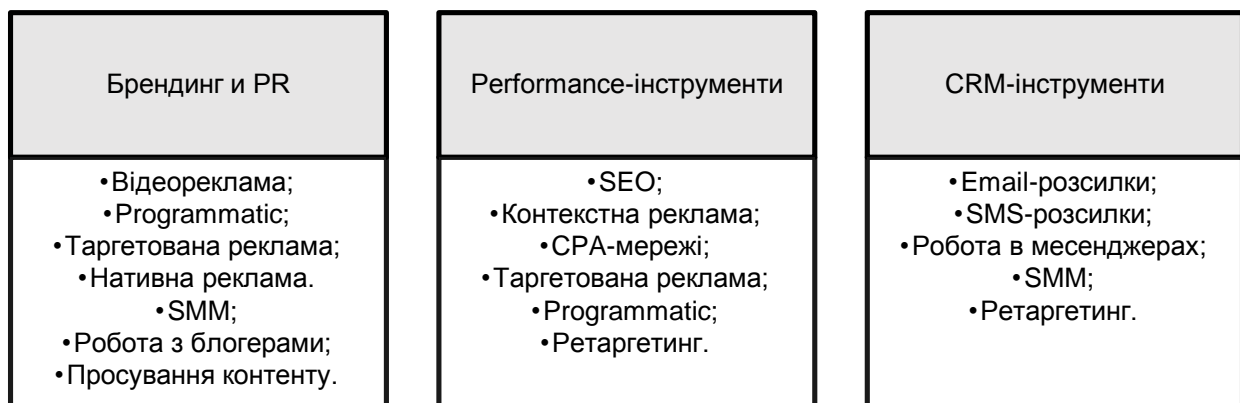 Брендинг и PR
•Відеореклама;
•Programmatic;
•Таргетована реклама;
•Нативна реклама.
•SMM;
•Робота з блогерами;
•Просування контенту.
Performance-інструменти
•SEO;
•Контекстна реклама;
•CPA-мережі;
•Таргетована реклама;
•Programmatic;
•Ретаргетинг.
CRM-інструменти
•Email-розсилки;
•SMS-розсилки;
•Робота в месенджерах;
•SMM;
•Ретаргетинг.